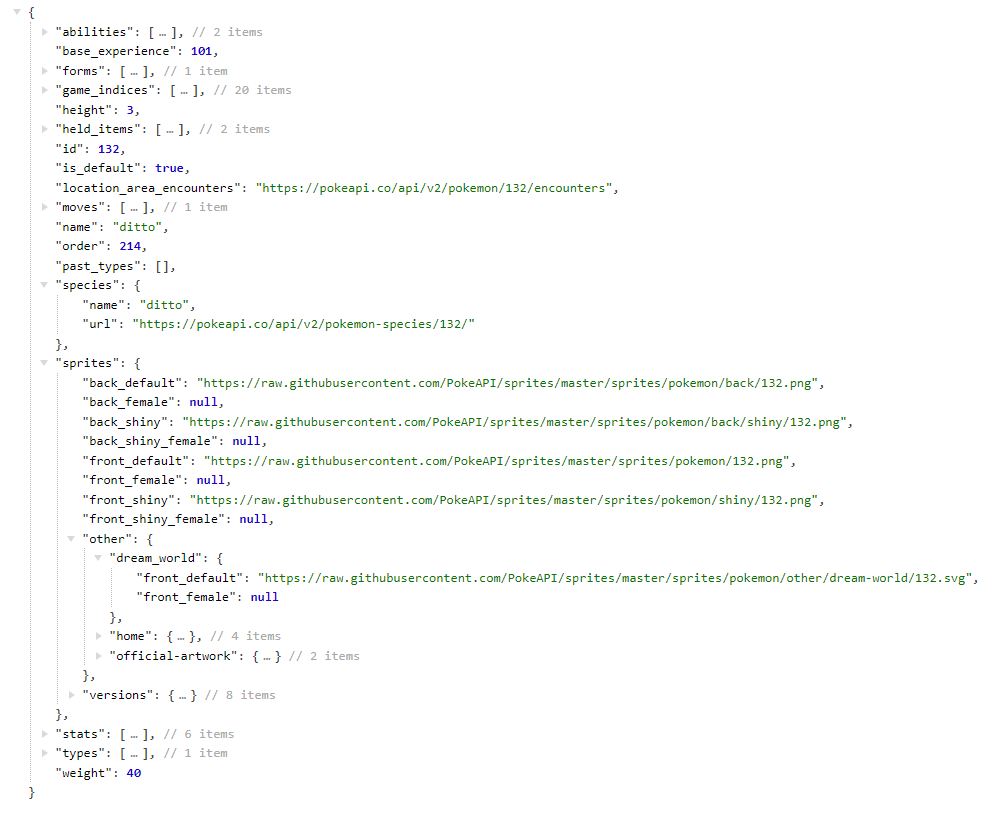 {
"abilities": [ … ], // 2 items
"base_experience": 101,
"forms": [ … ], // 1 item
"game_indices": [ … ], // 20 items
"height": 3,
"held_items": [ … ], // 2 items
"id": 132,
"is_default": true,
"location_area_encounters": "https://pokeapi.co/api/v2/pokemon/132/encounters",
"moves": [ … ], // 1 item
"name": "ditto",
"order": 214,
"past_types": [],
"species": {
"name": "ditto",
"url": "https://pokeapi.co/api/v2/pokemon-species/132/"
},
"sprites": {
"back_default": "https://raw.githubusercontent.com/PokeAPI/sprites/master/sprites/pokemon/back/132.png",
"back_female": null,
"back_shiny": "https://raw.githubusercontent.com/PokeAPI/sprites/master/sprites/pokemon/back/shiny/132.png",
"back_shiny_female": null,
"front_default": "https://raw.githubusercontent.com/PokeAPI/sprites/master/sprites/pokemon/132.png",
"front_female": null,
"front_shiny": "https://raw.githubusercontent.com/PokeAPI/sprites/master/sprites/pokemon/shiny/132.png",
"front_shiny_female": null,
"other": {
"dream_world": {
"front_default": "https://raw.githubusercontent.com/PokeAPI/sprites/master/sprites/pokemon/other/dream-world/132.svg",
"front_female": null
},
"home": { … }, // 4 items
"official-artwork": { … } // 2 items
},
"versions": { … } // 8 items
},
"stats": [ … ], // 6 items
"types": [ … ], // 1 item
"weight": 40
}